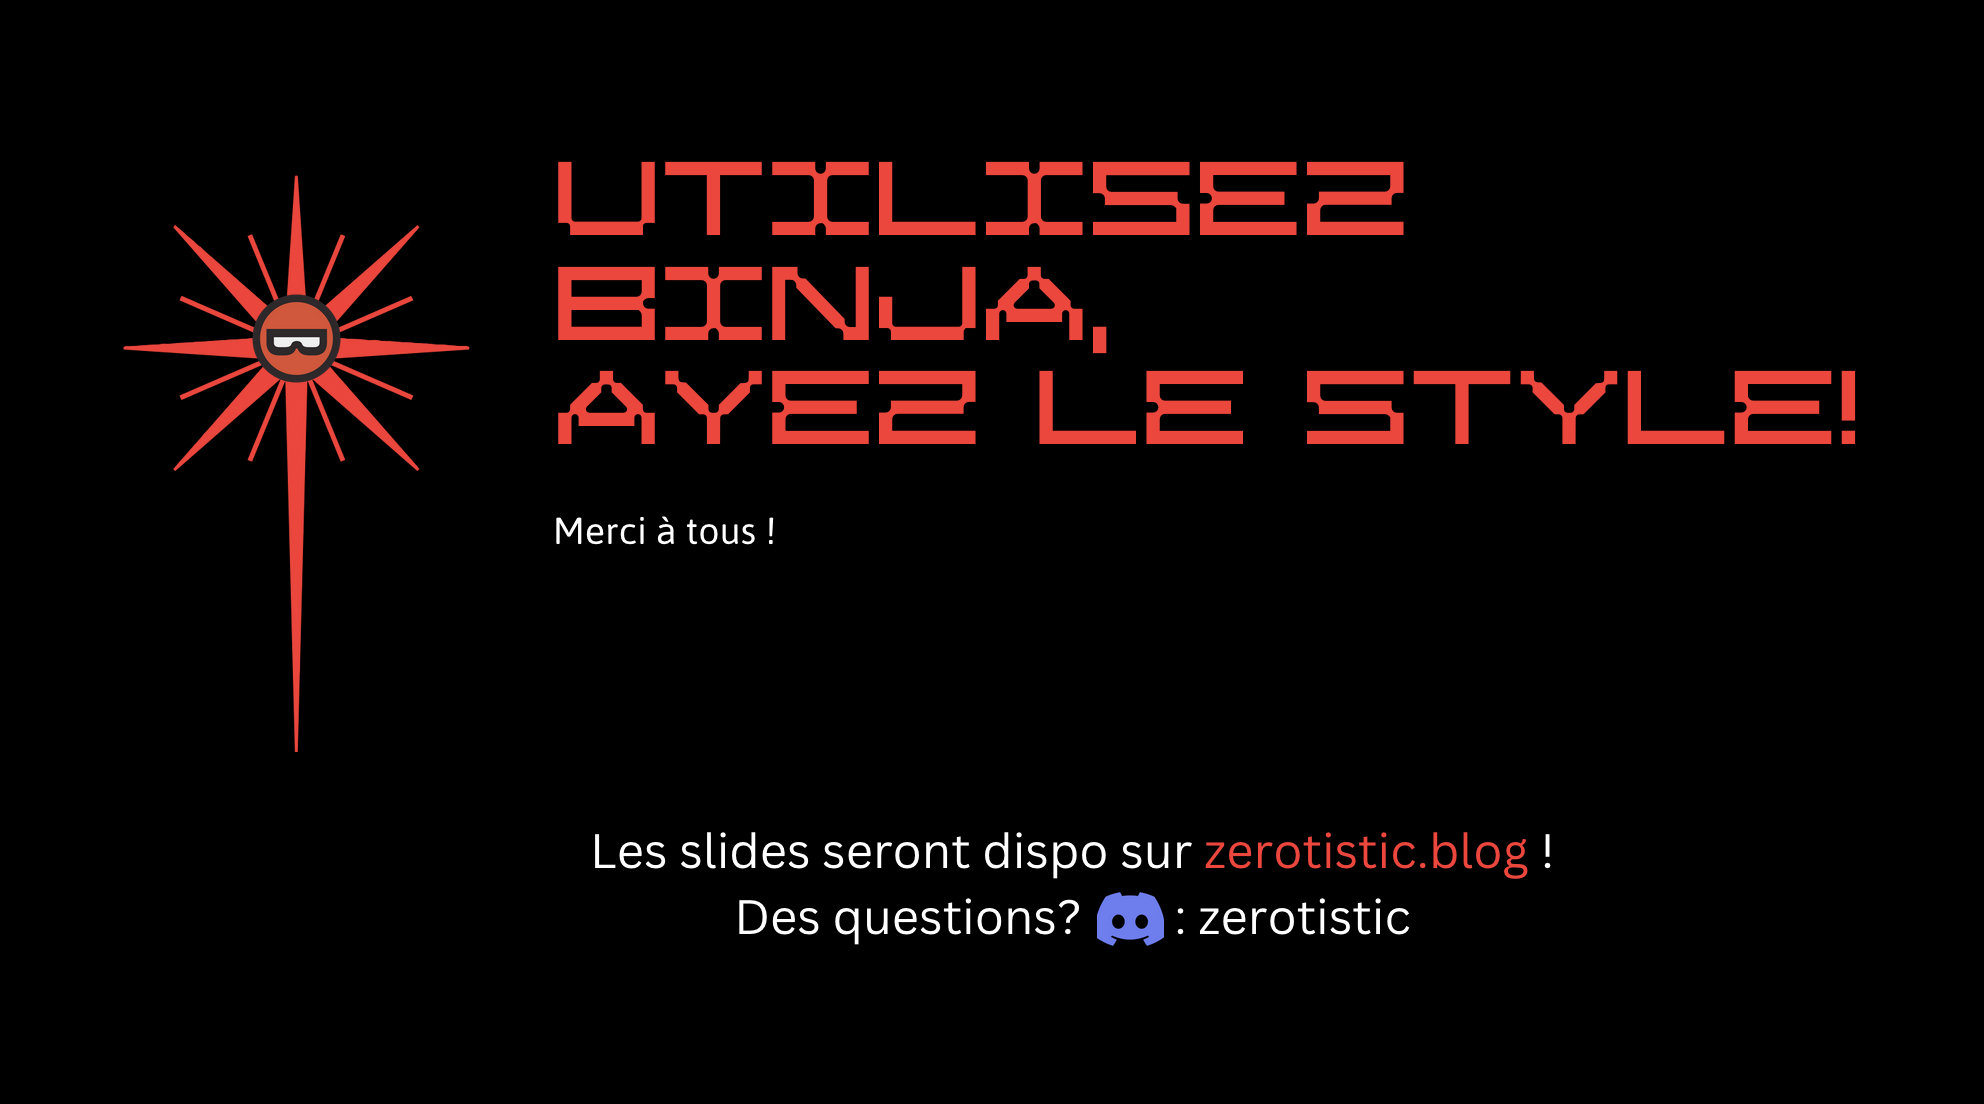 UTILISEZ
BINJA,
AYEZ LE STYLE!
Merci à tous !
Les slides seront dispo sur zerotistic.blog !
Des questions? : zerotistic